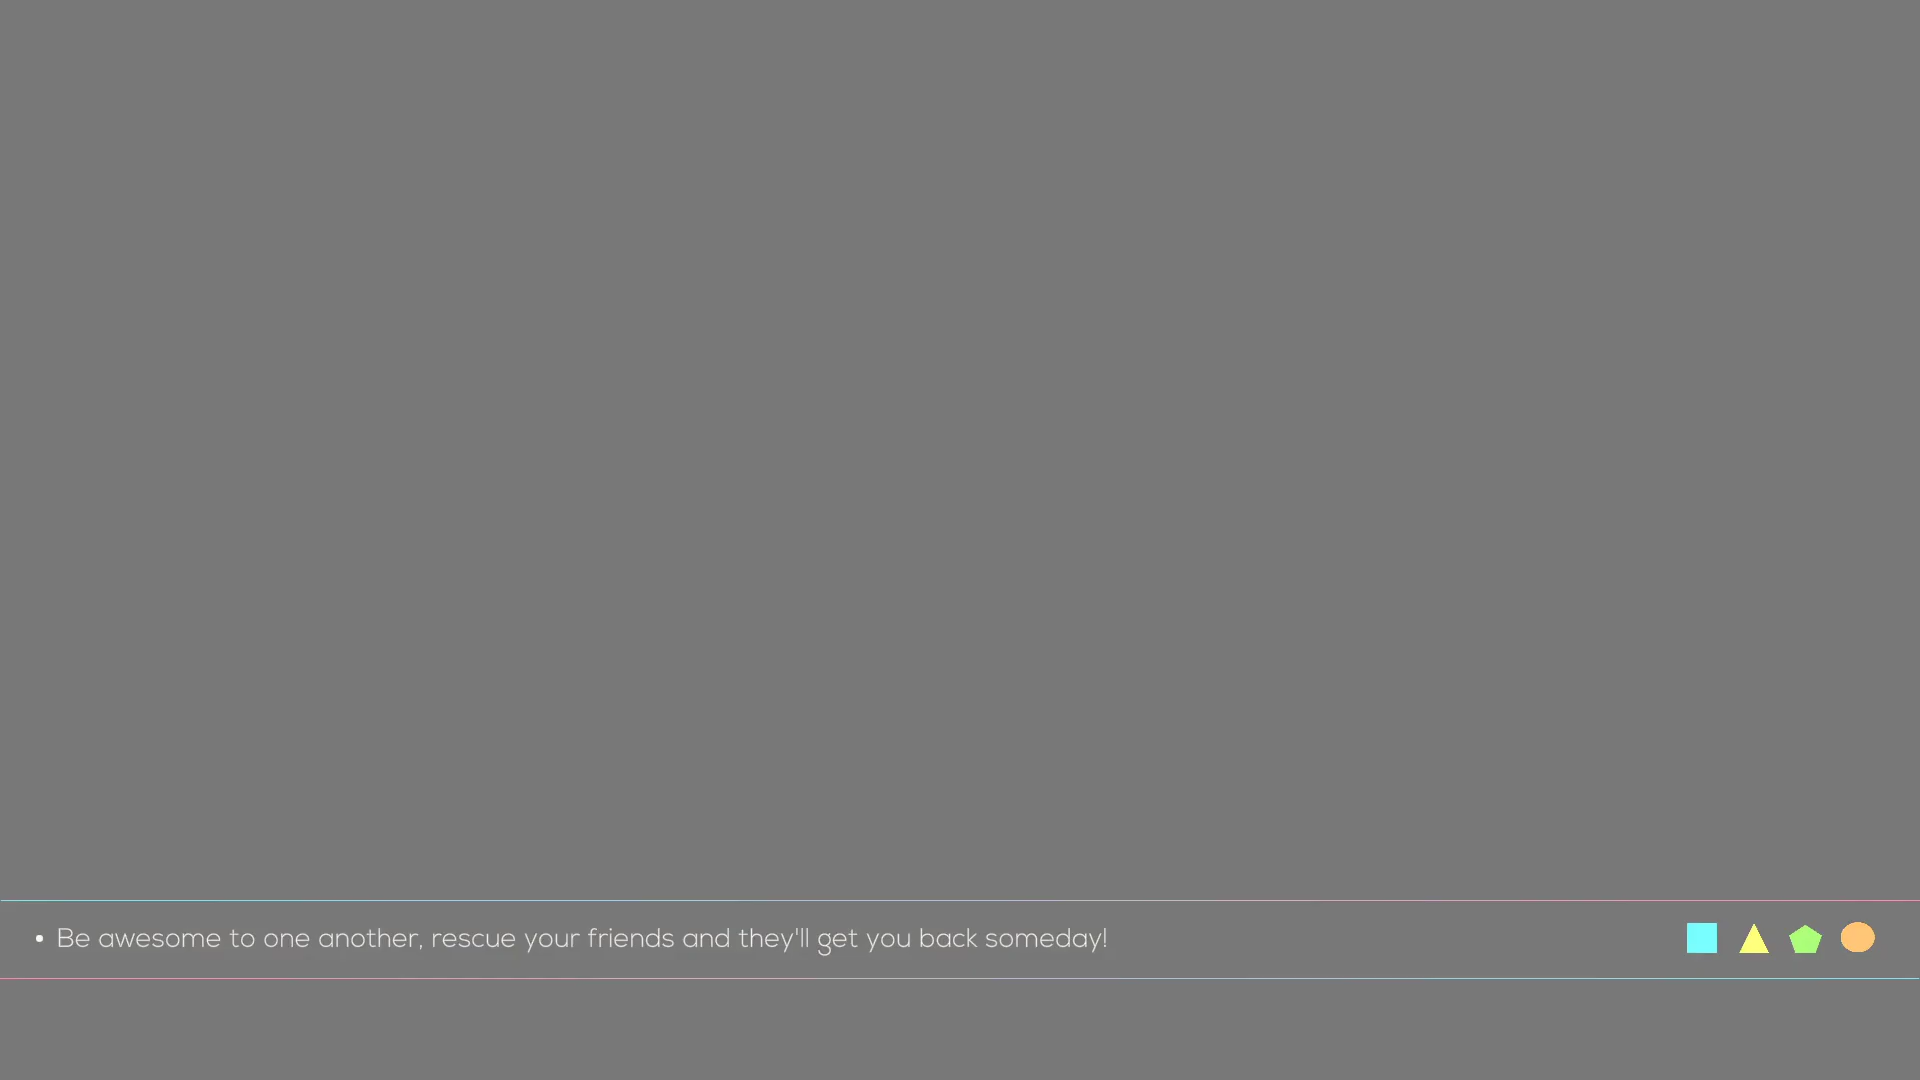 • Be awesome to one another, rescue your friends and they'll get you back someday!